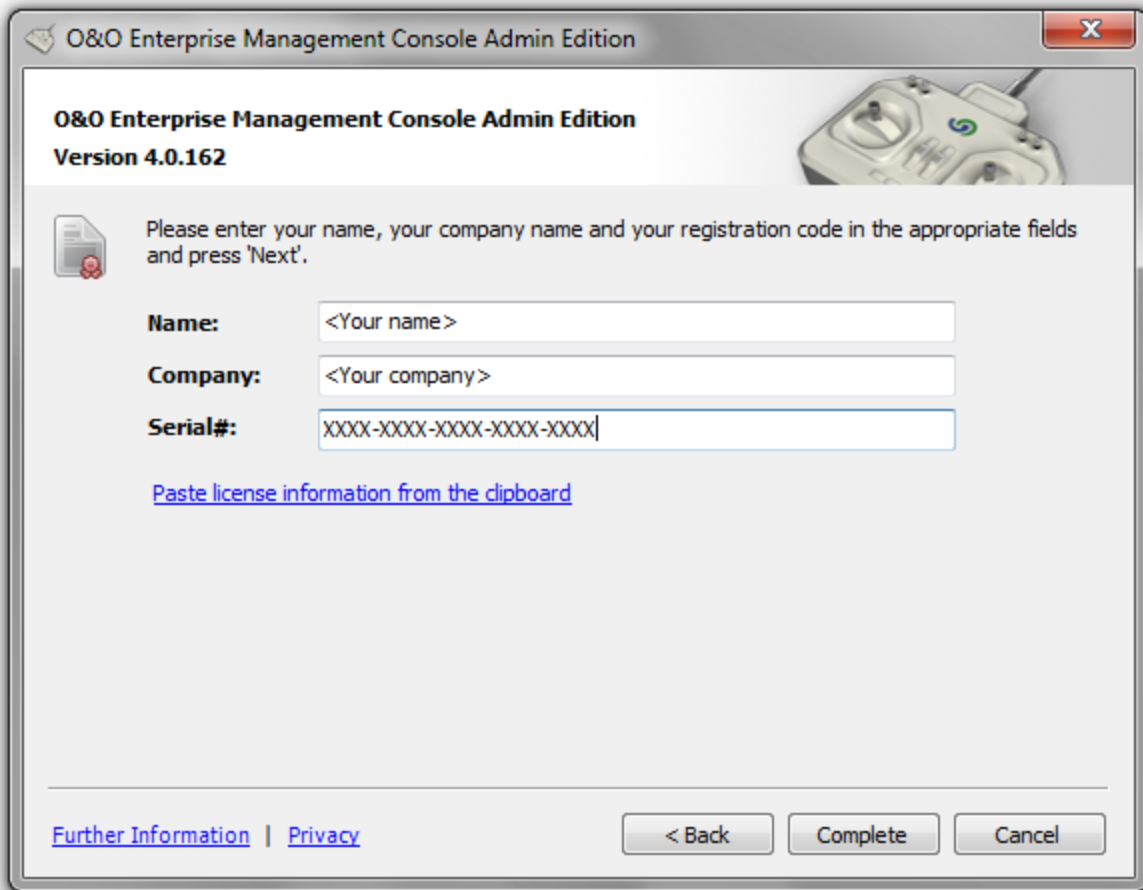 O&O Enterprise Management Console Admin Edition
X
O&O Enterprise Management Console Admin Edition
Version 4.0.162
Please enter your name, your company name and your registration code in the appropriate fields
and press 'Next'.
Name: <Your name>
Company: <Your company>
Serial#: XXXX-XXXX-XXXX-XXXX-XXXX
Paste license information from the clipboard
Further Information | Privacy < Back Complete Cancel